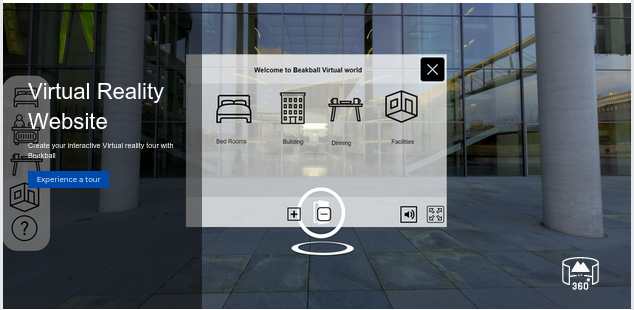 Welcome to Beakball Virtual world
Virtual Reality
Website
Create your interactive Virtual reality tour with
Beakball
Experience a tour
Bed Rooms
Building
Dinning
Facilities
?
360°